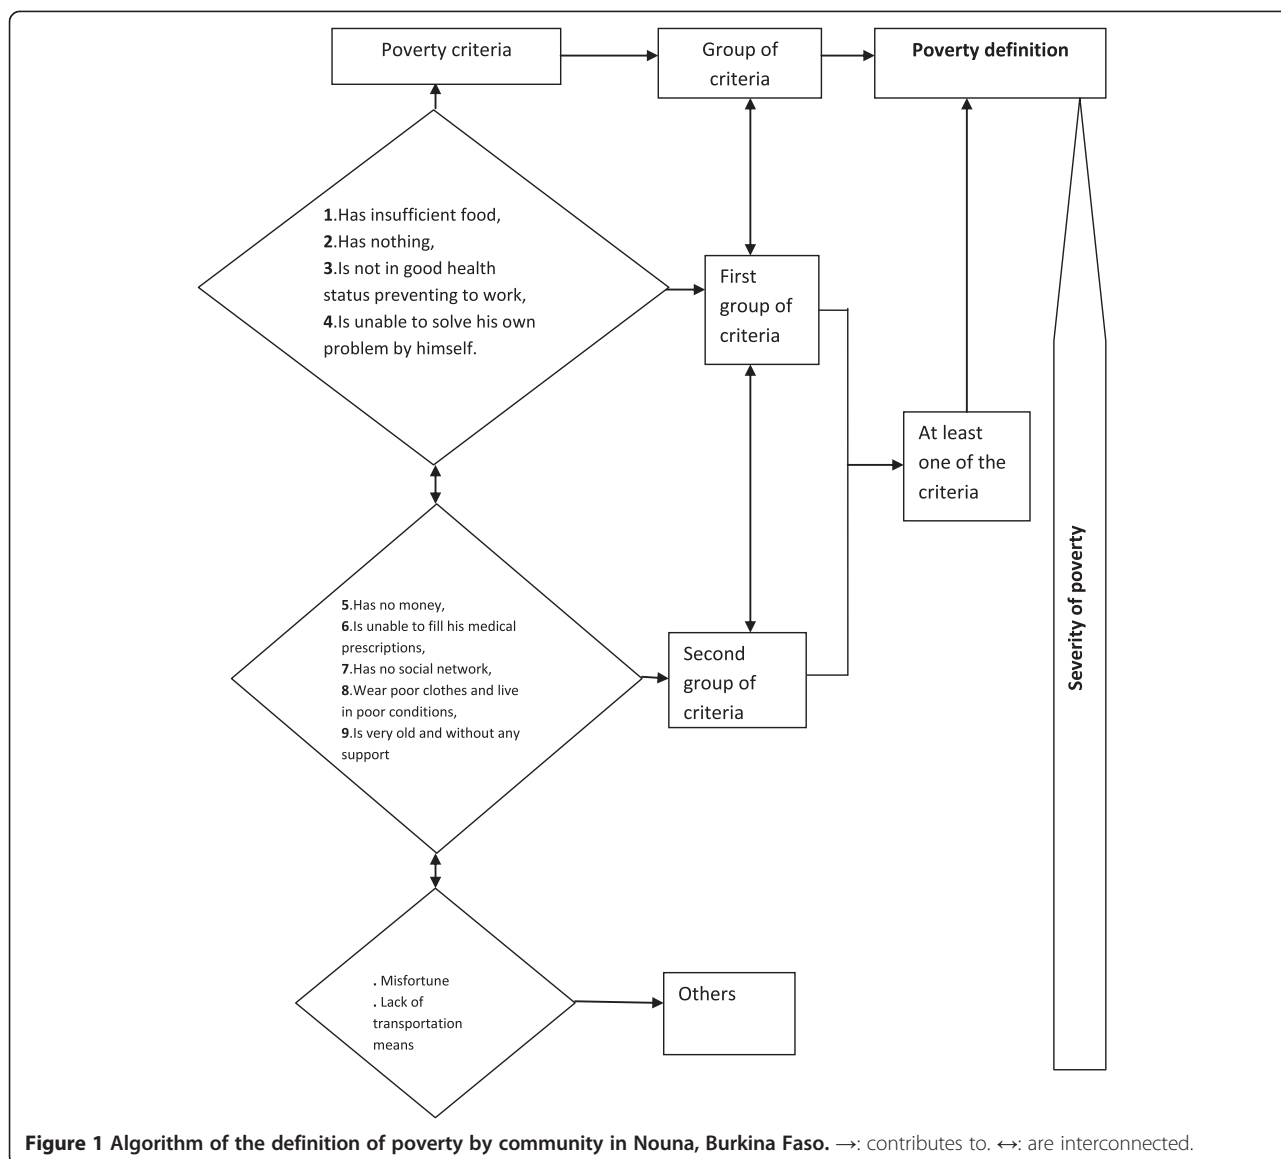 Poverty criteria
Group of
criteria
Poverty definition
1.Has insufficient food,
2.Has nothing,
3.Is not in good health
status preventing to work,
4.Is unable to solve his own
problem by himself.
First
group of
criteria
At least
one of the
criteria
Severity of poverty
5.Has no money,
6.Is unable to fill his medical
prescriptions,
7.Has no social network,
8.Wear poor clothes and live
in poor conditions,
9.Is very old and without any
support
Second
group of
criteria
. Misfortune
. Lack of
transportation
means
Others
Figure 1 Algorithm of the definition of poverty by community in Nouna, Burkina Faso. →: contributes to. ↔: are interconnected.